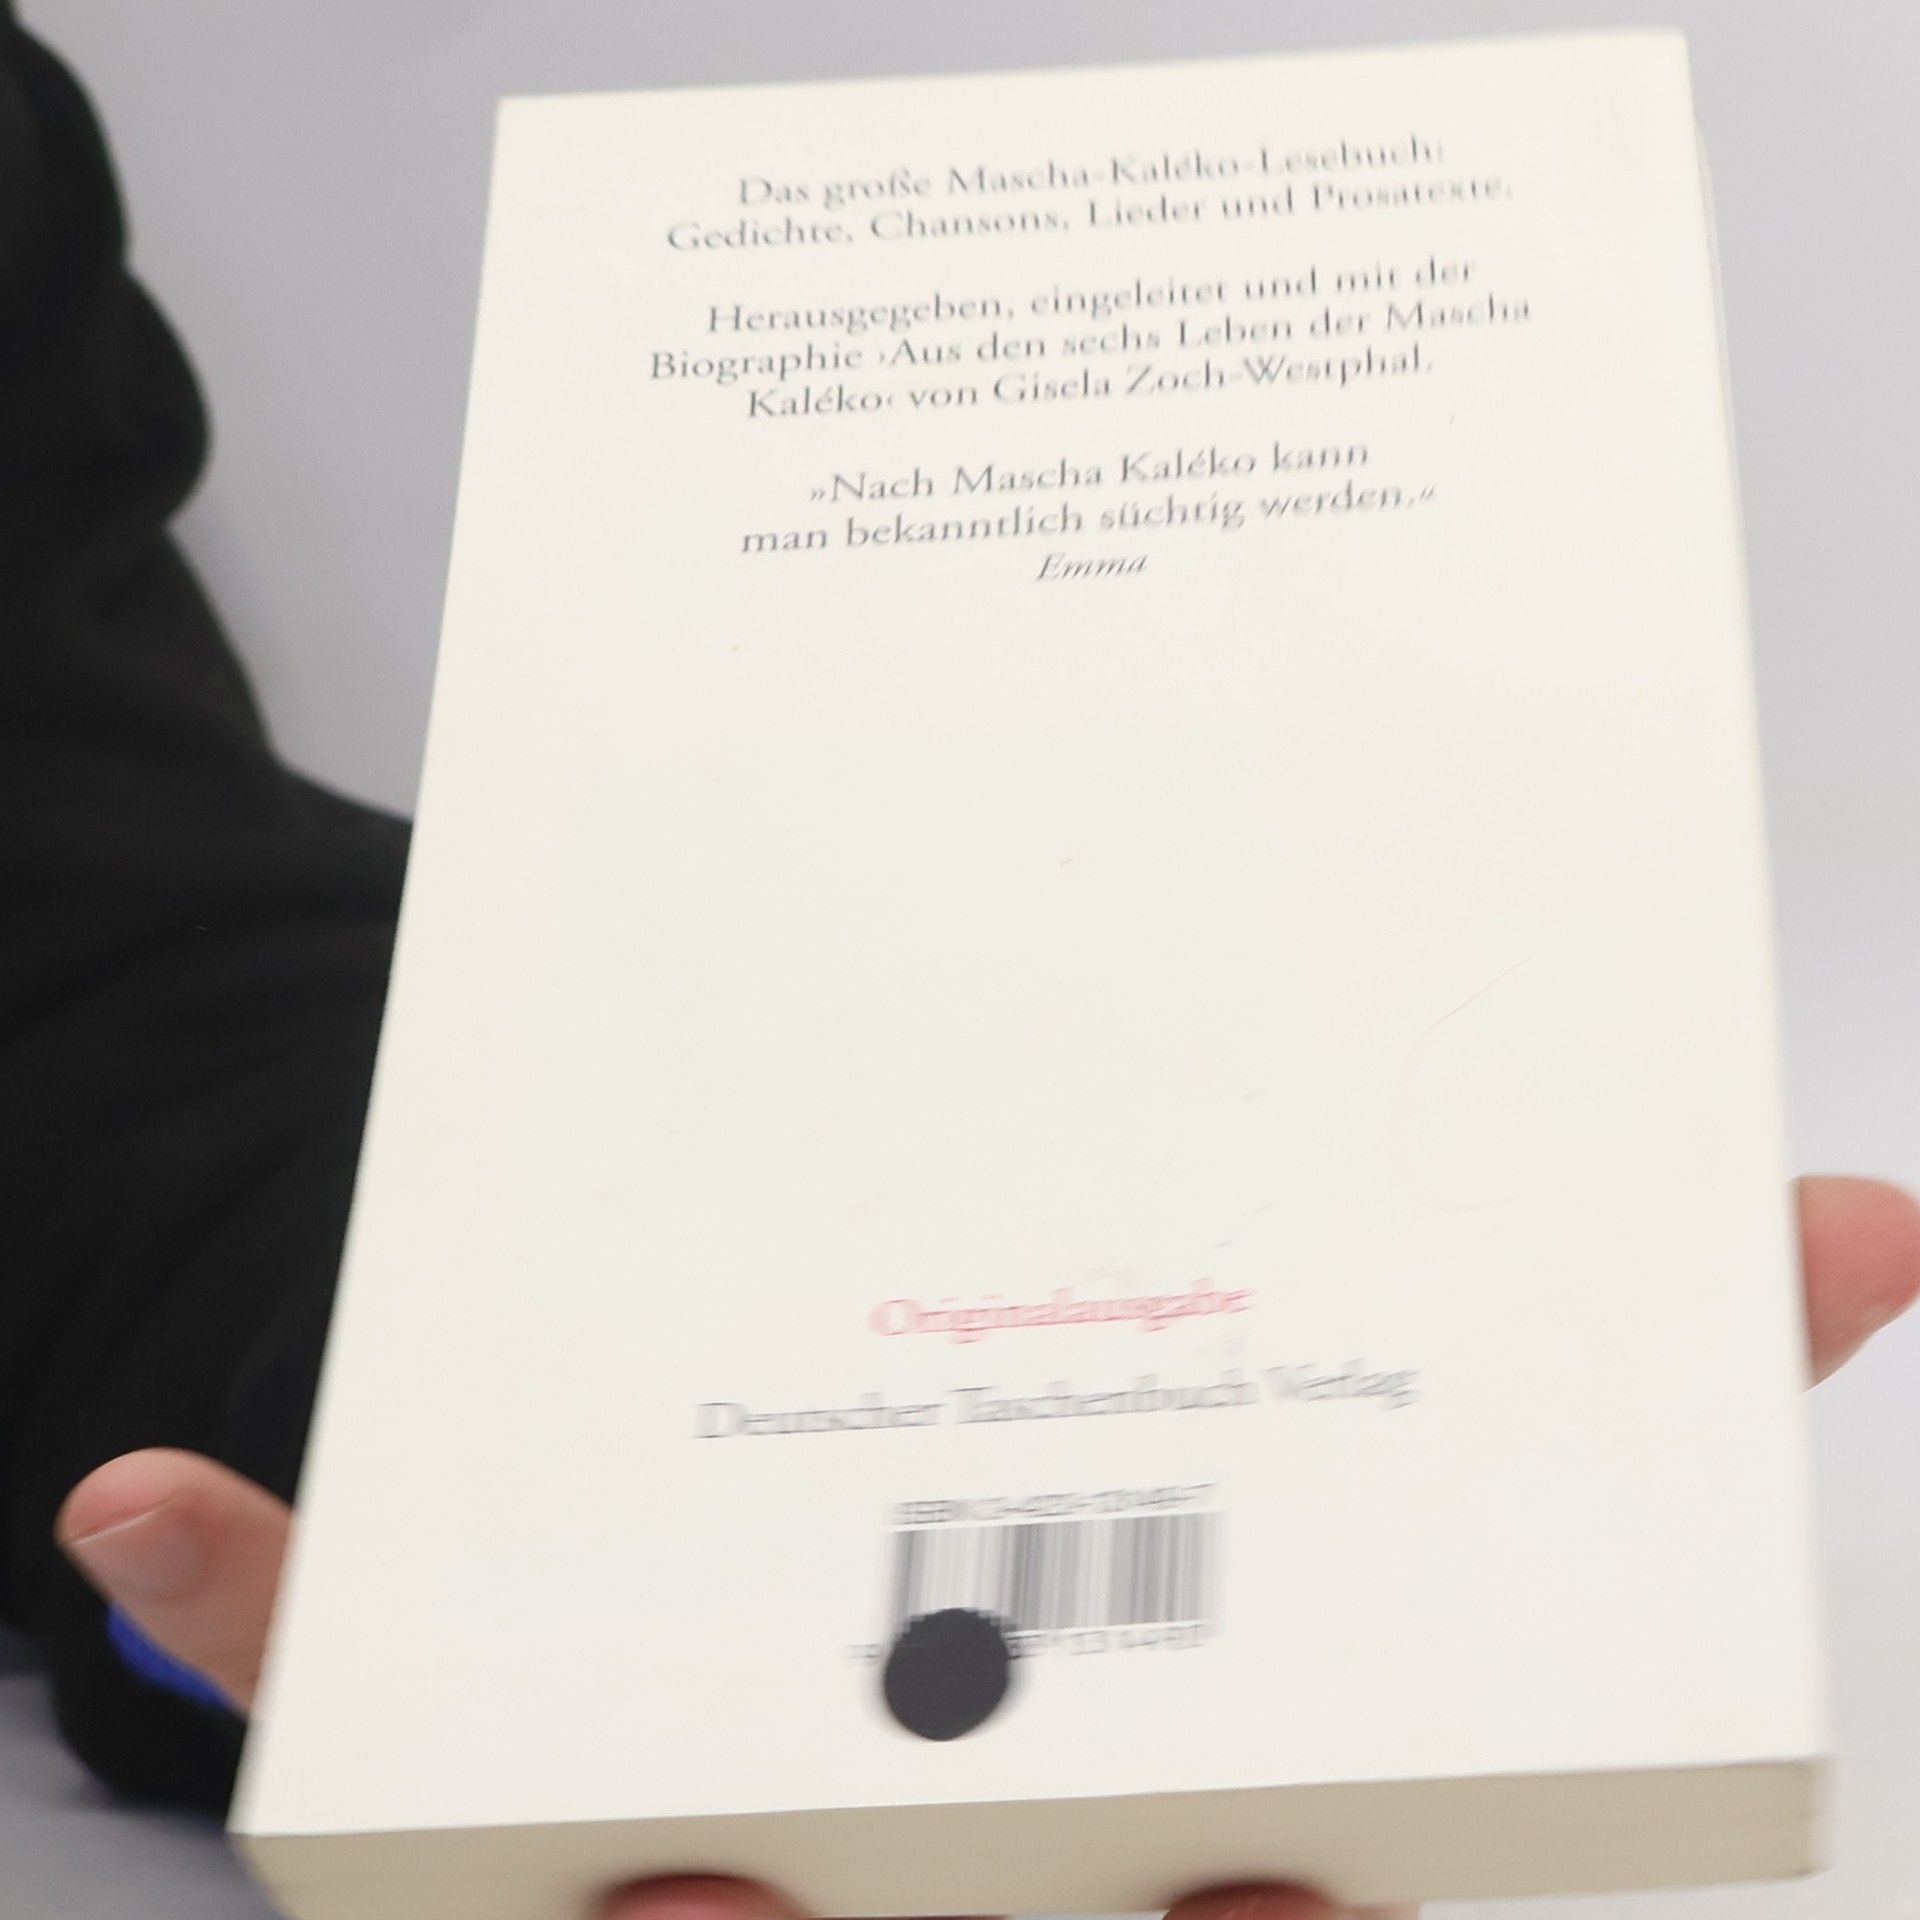 Das große Mascha-Kaléko-Lesebuch:
Gedichte, Chansons, Lieder und Prosatexte.
Herausgegeben, eingeleitet und mit der
Biographie ›Aus den sechs Leben der Mascha
Kaléko‹ von Gisela Zoch-Westphal.
»Nach Mascha Kaléko kann
man bekanntlich süchtig werden.«
Emma
Originalausgabe
Deutscher Taschenbuch Verlag
ISBN